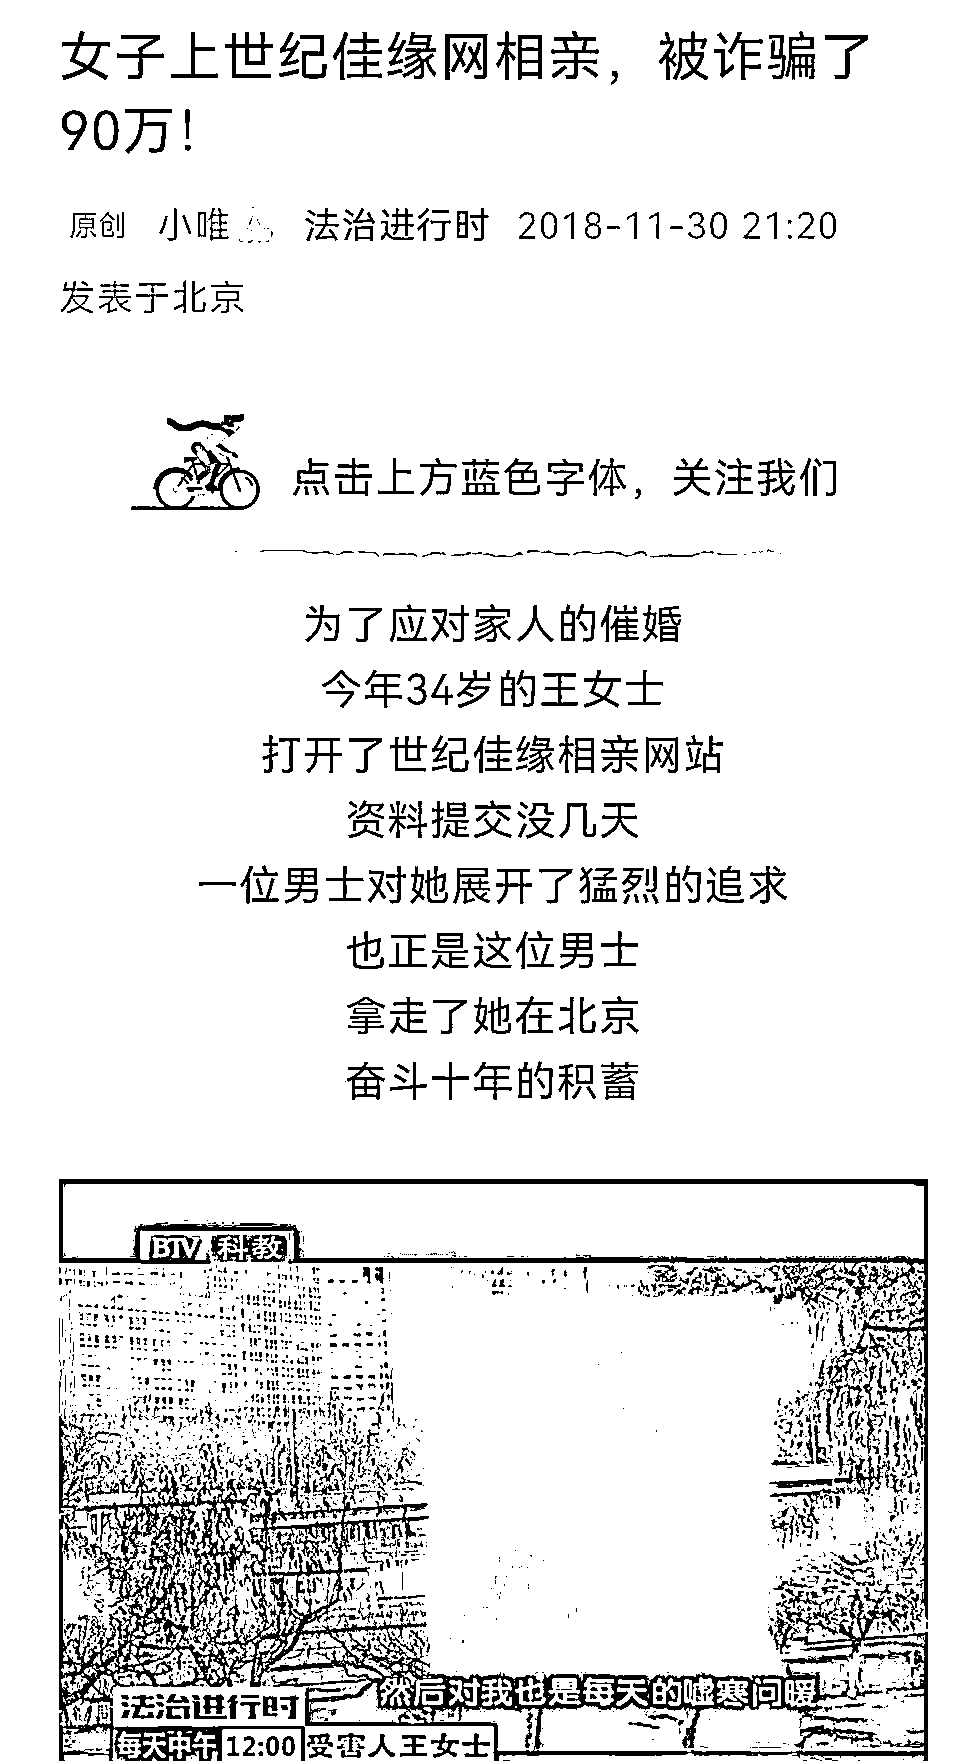 女子上世纪佳缘网相亲，被诈骗了
90万！
原创 小唯 法治进行时 2018-11-30 21:20
发表于北京
点击上方蓝色字体，关注我们
为了应对家人的催婚
今年34岁的王女士
打开了世纪佳缘相亲网站
资料提交没几天
一位男士对她展开了猛烈的追求
也正是这位男士
拿走了她在北京
奋斗十年的积蓄
BTV 科教
然后对我也是每天的嘘寒问暖
法治进行时
每天中午 12:00 受害人王女士